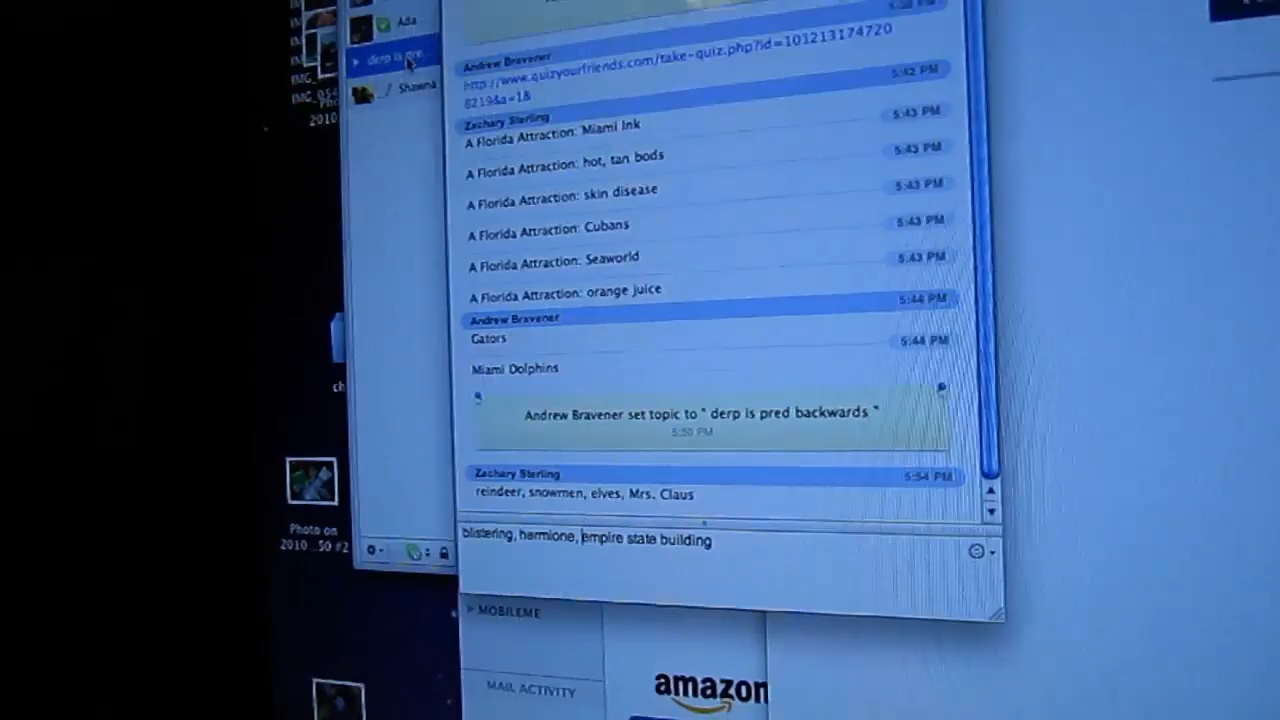 Ada
derp is pre...
Shawna
IMG_054
2010
Andrew Bravener
http://www.quizyourfriends.com/take-quiz.php?id=101213174720
8219&a=1&
5:42 PM
Zachary Sterling
A Florida Attraction: Miami Ink
5:43 PM
A Florida Attraction: hot, tan bods
5:43 PM
A Florida Attraction: skin disease
5:43 PM
A Florida Attraction: Cubans
5:43 PM
A Florida Attraction: Seaworld
5:43 PM
A Florida Attraction: orange juice
5:44 PM
Andrew Bravener
Gators
5:44 PM
Miami Dolphins
Andrew Bravener set topic to " derp is pred backwards "
5:50 PM
Zachary Sterling
5:54 PM
reindeer, snowmen, elves, Mrs. Claus
blistering, hermione, empire state building
ch
Photo on
2010...50 #2
MOBILEME
MAIL ACTIVITY
amazon